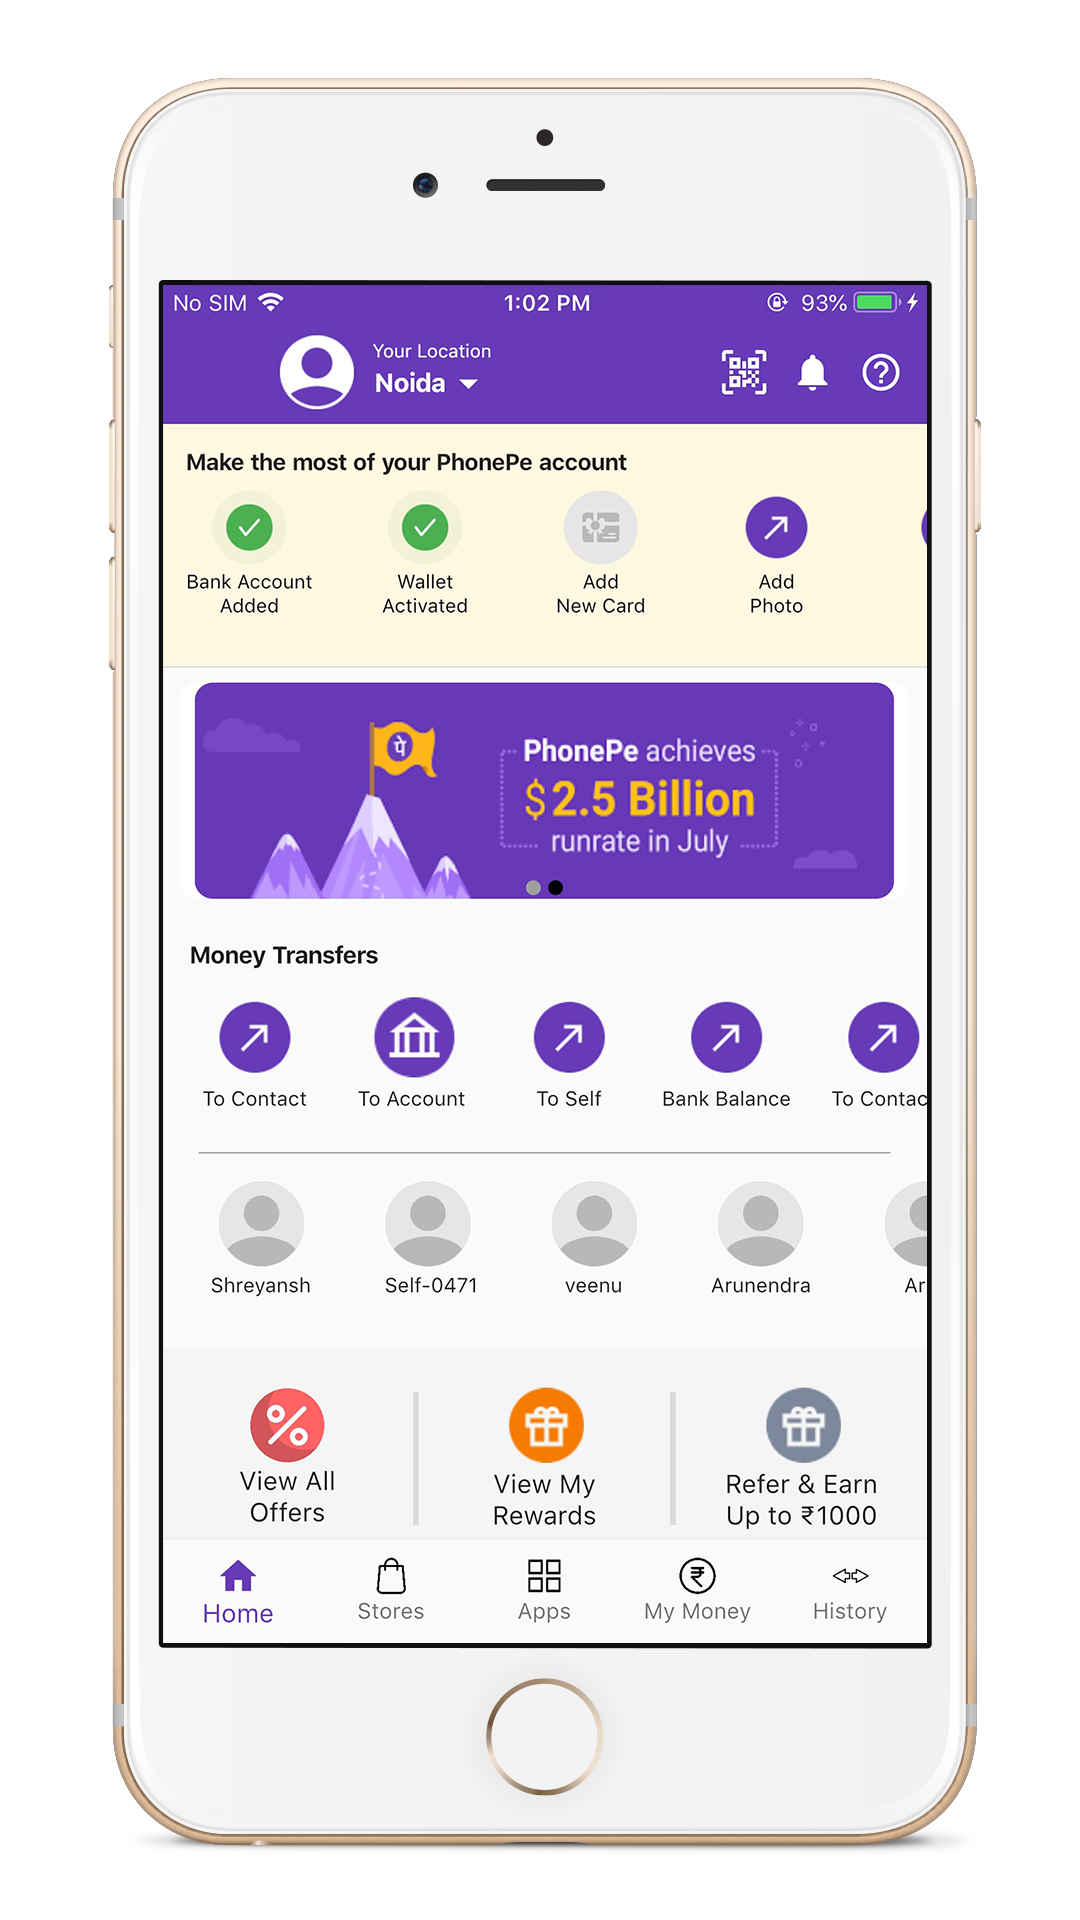 No SIM 1:02 PM 93%
Your Location
Noida
Make the most of your PhonePe account
Bank Account
Added
Wallet
Activated
Add
New Card
Add
Photo
पे
PhonePe achieves
$2.5 Billion
runrate in July
Money Transfers
To Contact
To Account
To Self
Bank Balance
To Contac
Shreyansh
Self-0471
veenu
Arunendra
Ar
View All
Offers
View My
Rewards
Refer & Earn
Up to ₹1000
Home
Stores
Apps
My Money
History